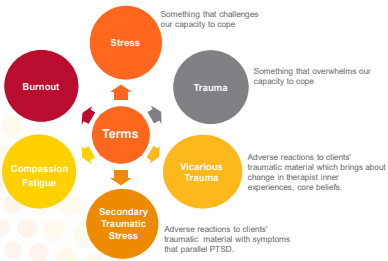 Something that challenges
our capacity to cope
Stress
Burnout
Trauma
Something that overwhelms our
capacity to cope
Terms
Compassion
Fatigue
Vicarious
Trauma
Adverse reactions to clients'
traumatic material which brings about
change in therapist inner
experiences, core beliefs.
Secondary
Traumatic
Stress
Adverse reactions to clients'
traumatic material with symptoms
that parallel PTSD.